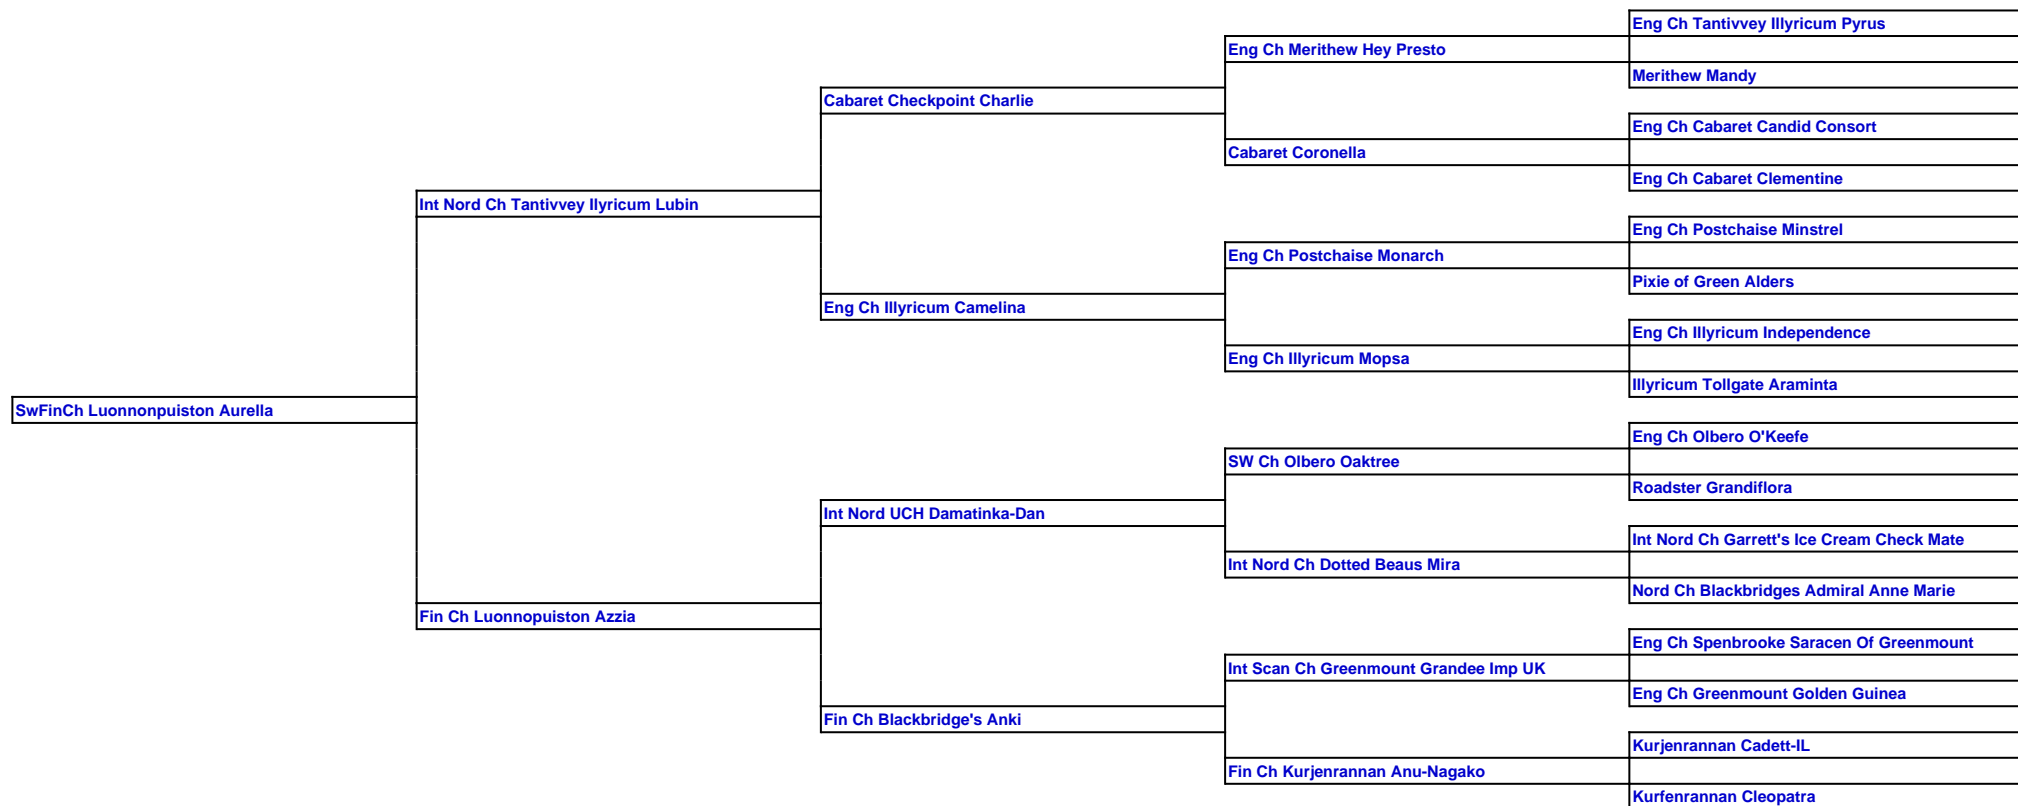 Eng Ch Tantivvey Illyricum Pyrus
Eng Ch Merithew Hey Presto
Merithew Mandy
Cabaret Checkpoint Charlie
Eng Ch Cabaret Candid Consort
Cabaret Coronella
Eng Ch Cabaret Clementine
Int Nord Ch Tantivvey Ilyricum Lubin
Eng Ch Postchaise Minstrel
Eng Ch Postchaise Monarch
Pixie of Green Alders
Eng Ch Illyricum Camelina
Eng Ch Illyricum Independence
Eng Ch Illyricum Mopsa
Illyricum Tollgate Araminta
SwFinCh Luonnonpuiston Aurella
Eng Ch Olbero O'Keefe
SW Ch Olbero Oaktree
Roadster Grandiflora
Int Nord UCH Damatinka-Dan
Int Nord Ch Garrett's Ice Cream Check Mate
Int Nord Ch Dotted Beaus Mira
Nord Ch Blackbridges Admiral Anne Marie
Fin Ch Luonnopuiston Azzia
Eng Ch Spenbrooke Saracen Of Greenmount
Int Scan Ch Greenmount Grandee Imp UK
Eng Ch Greenmount Golden Guinea
Fin Ch Blackbridge's Anki
Kurjenrannan Cadett-IL
Fin Ch Kurjenrannan Anu-Nagako
Kurfenrannan Cleopatra